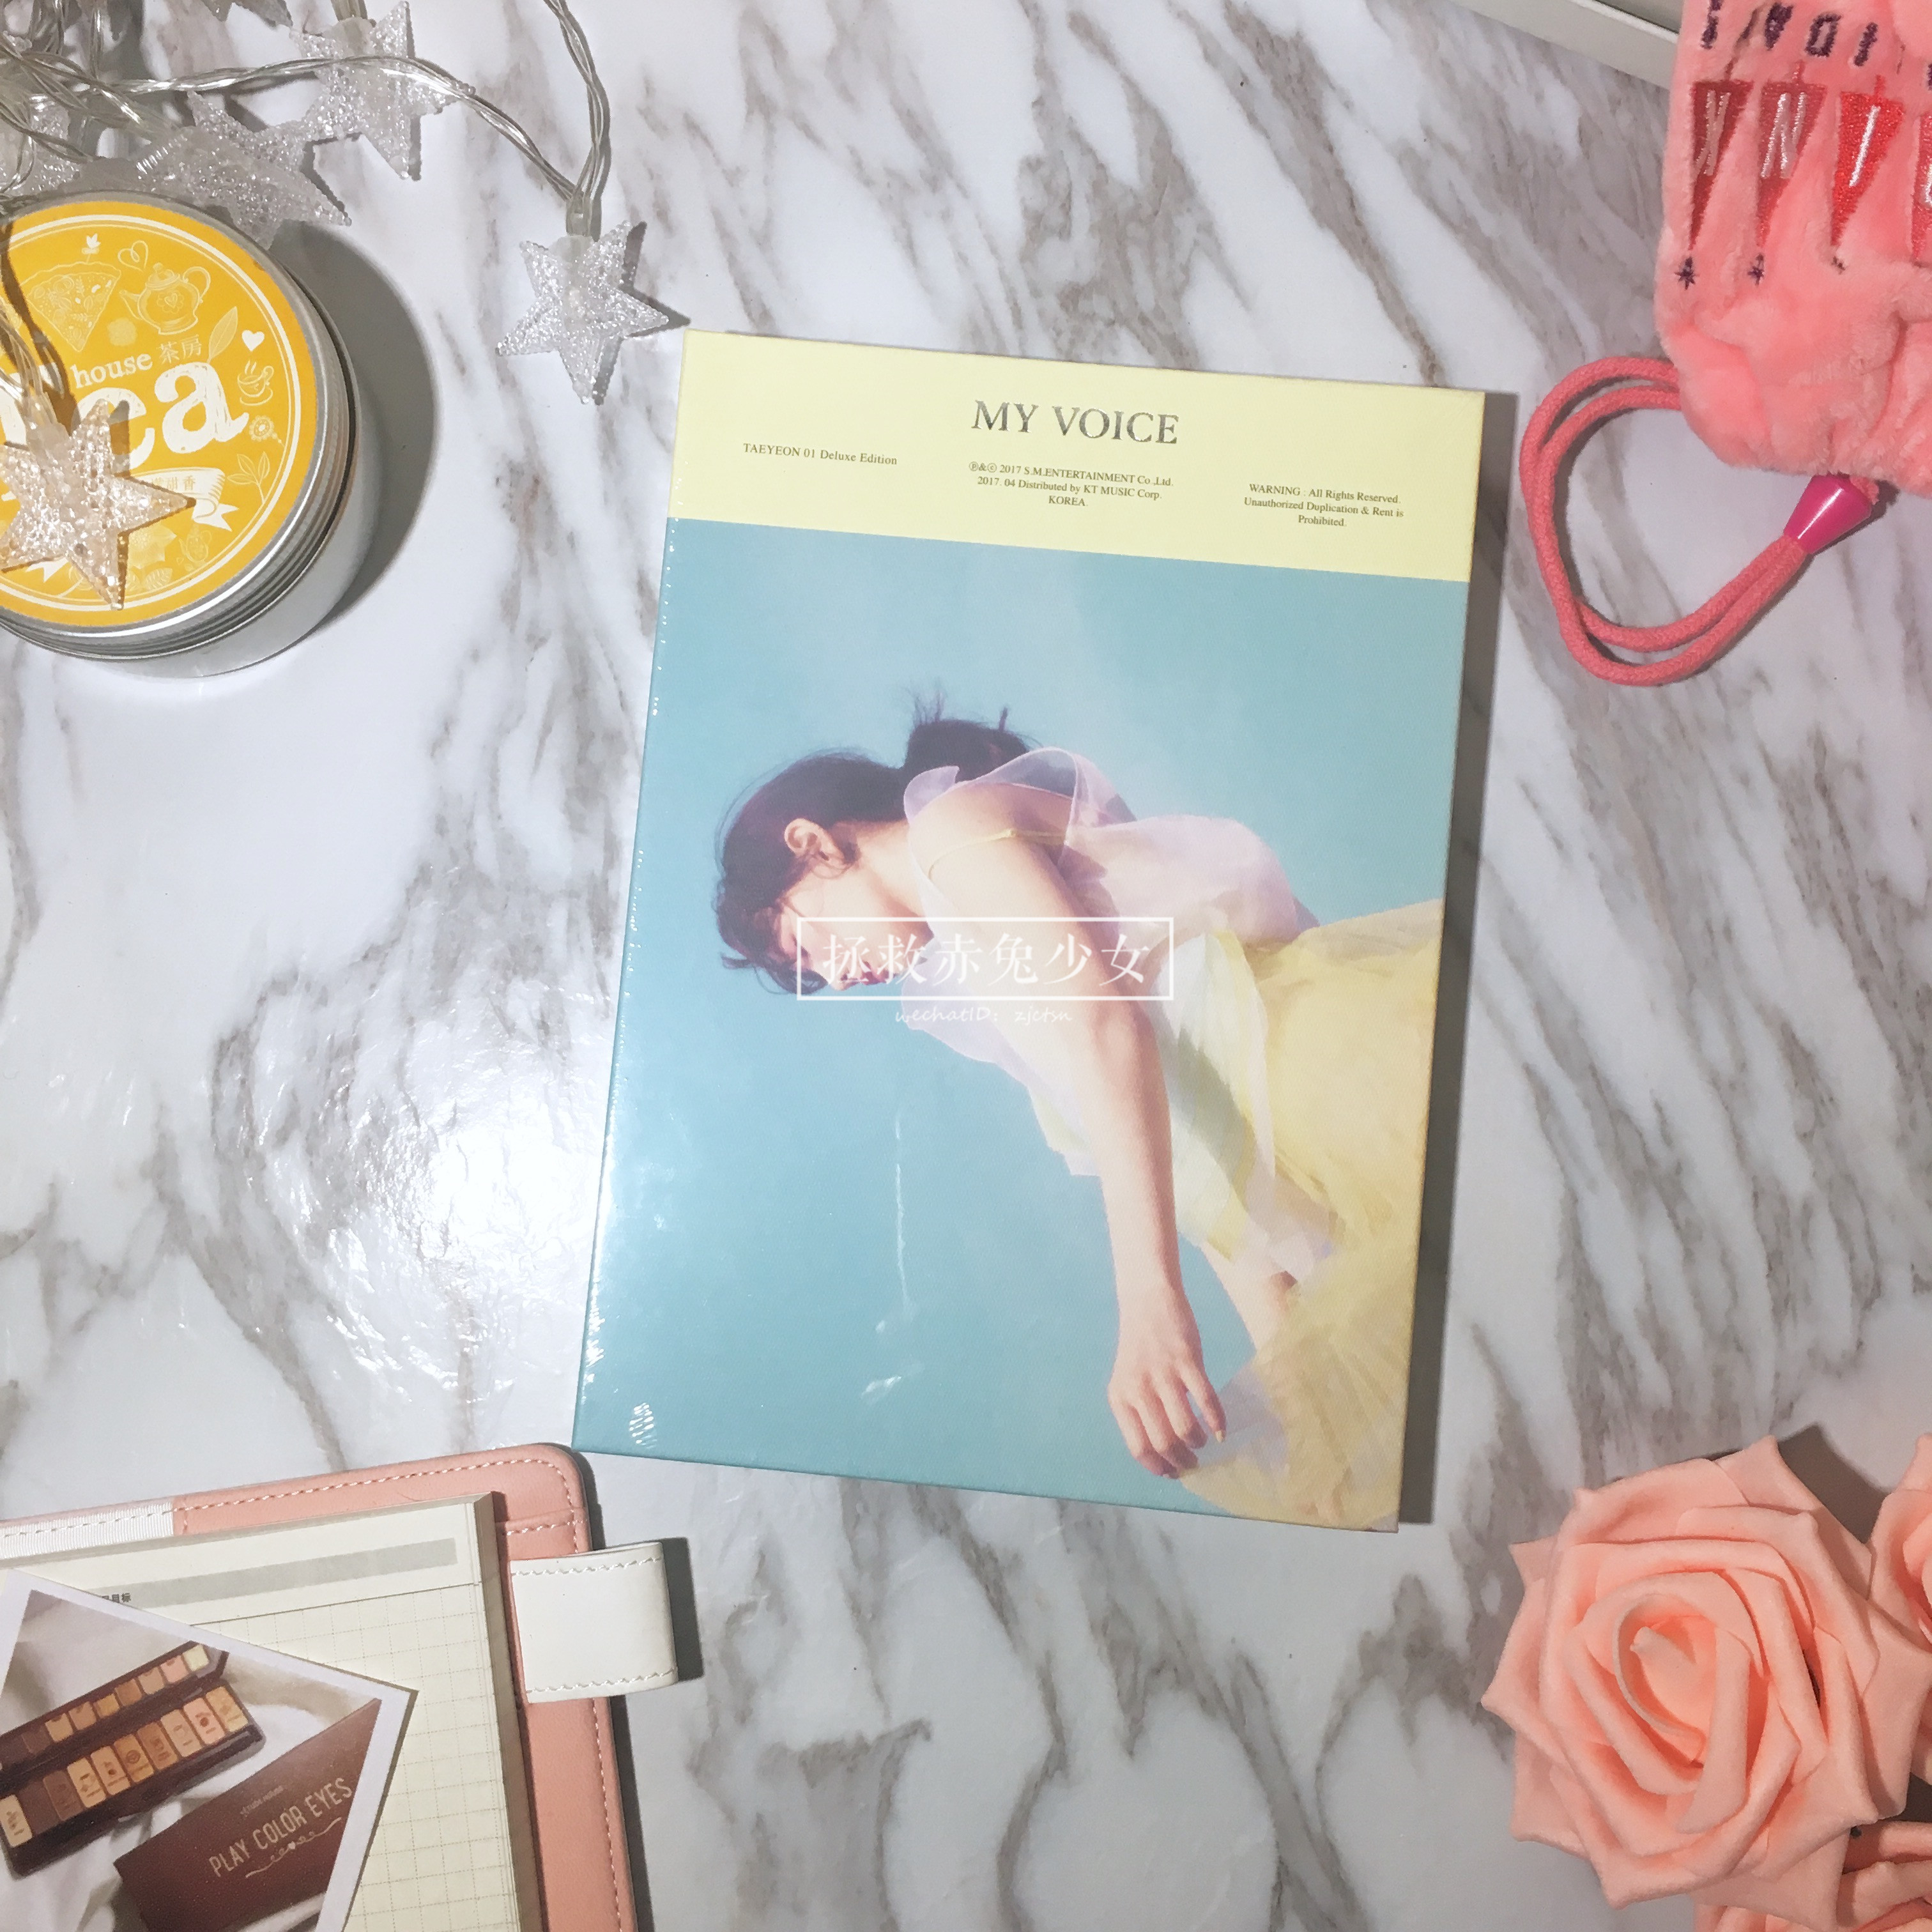 house 茶房
MY VOICE
TAEYEON 01 Deluxe Edition
℗&ⓒ 2017 S.M.ENTERTAINMENT Co .,Ltd.
2017. 04 Distributed by KT MUSIC Corp.
KOREA.
WARNING : All Rights Reserved.
Unauthorized Duplication & Rent is
Prohibited.
拯救赤兔少女
wechatID：zjctsn
PLAY COLOR EYES